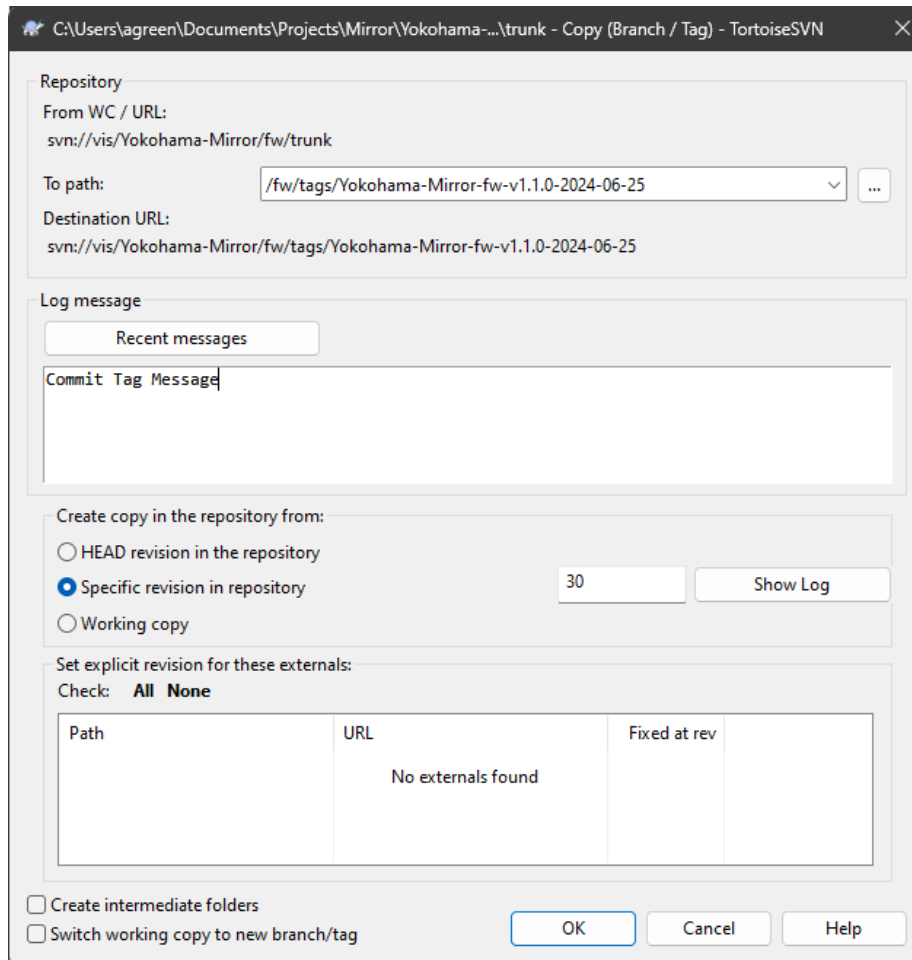 C:\Users\agreen\Documents\Projects\Mirror\Yokohama-...\trunk - Copy (Branch / Tag) - TortoiseSVN
Repository
From WC / URL:
svn://vis/Yokohama-Mirror/fw/trunk
To path:
/fw/tags/Yokohama-Mirror-fw-v1.1.0-2024-06-25
...
Destination URL:
svn://vis/Yokohama-Mirror/fw/tags/Yokohama-Mirror-fw-v1.1.0-2024-06-25
Log message
Recent messages
Commit Tag Message
Create copy in the repository from:
HEAD revision in the repository
Specific revision in repository 30 Show Log
Working copy
Set explicit revision for these externals:
Check: All None
Path URL Fixed at rev
No externals found
Create intermediate folders
Switch working copy to new branch/tag
OK Cancel Help